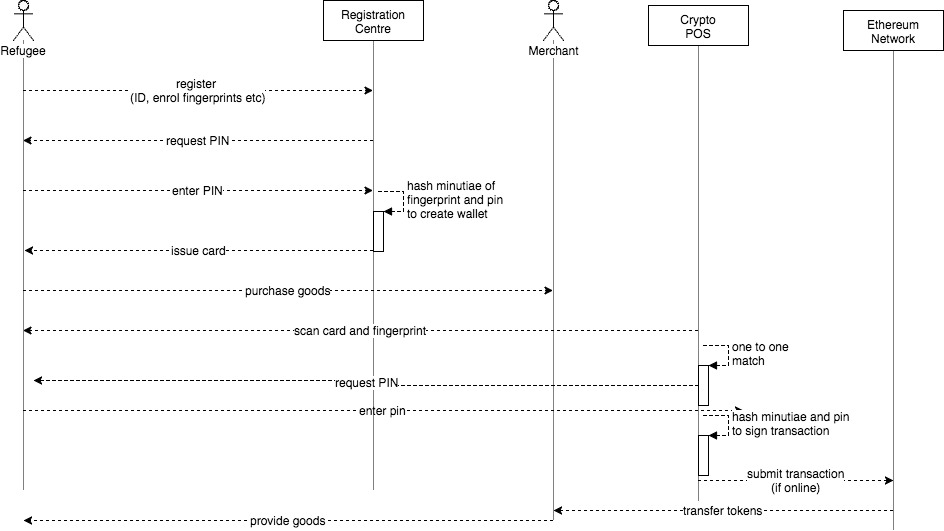 Refugee
Registration
Centre
Merchant
Crypto
POS
Ethereum
Network
register
(ID, enrol fingerprints etc)
request PIN
enter PIN
hash minutiae of
fingerprint and pin
to create wallet
issue card
purchase goods
scan card and fingerprint
one to one
match
request PIN
enter pin
hash minutiae and pin
to sign transaction
submit transaction
(if online)
transfer tokens
provide goods